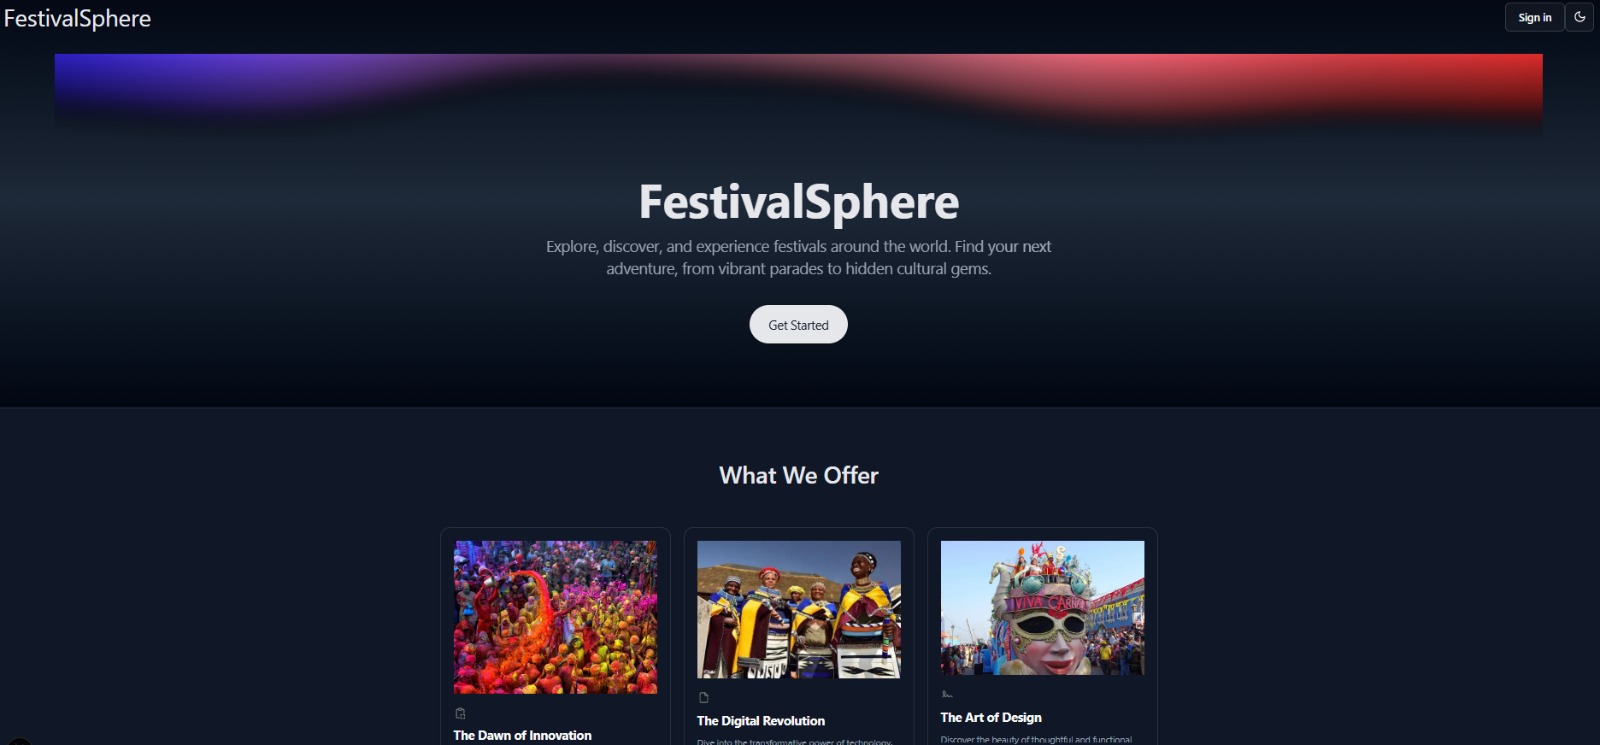 FestivalSphere
Sign in
FestivalSphere
Explore, discover, and experience festivals around the world. Find your next
adventure, from vibrant parades to hidden cultural gems.
Get Started
What We Offer
VIVA CARN
The Dawn of Innovation
The Digital Revolution
Dive into the transformative power of technology,
The Art of Design
Discover the beauty of thoughtful and functional